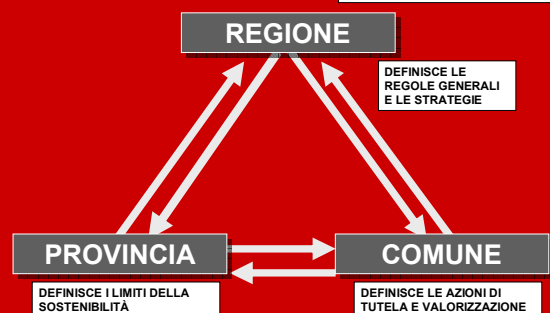 REGIONE
DEFINISCE LE
REGOLE GENERALI
E LE STRATEGIE
PROVINCIA
COMUNE
DEFINISCE I LIMITI DELLA
SOSTENIBILITÀ
DEFINISCE LE AZIONI DI
TUTELA E VALORIZZAZIONE